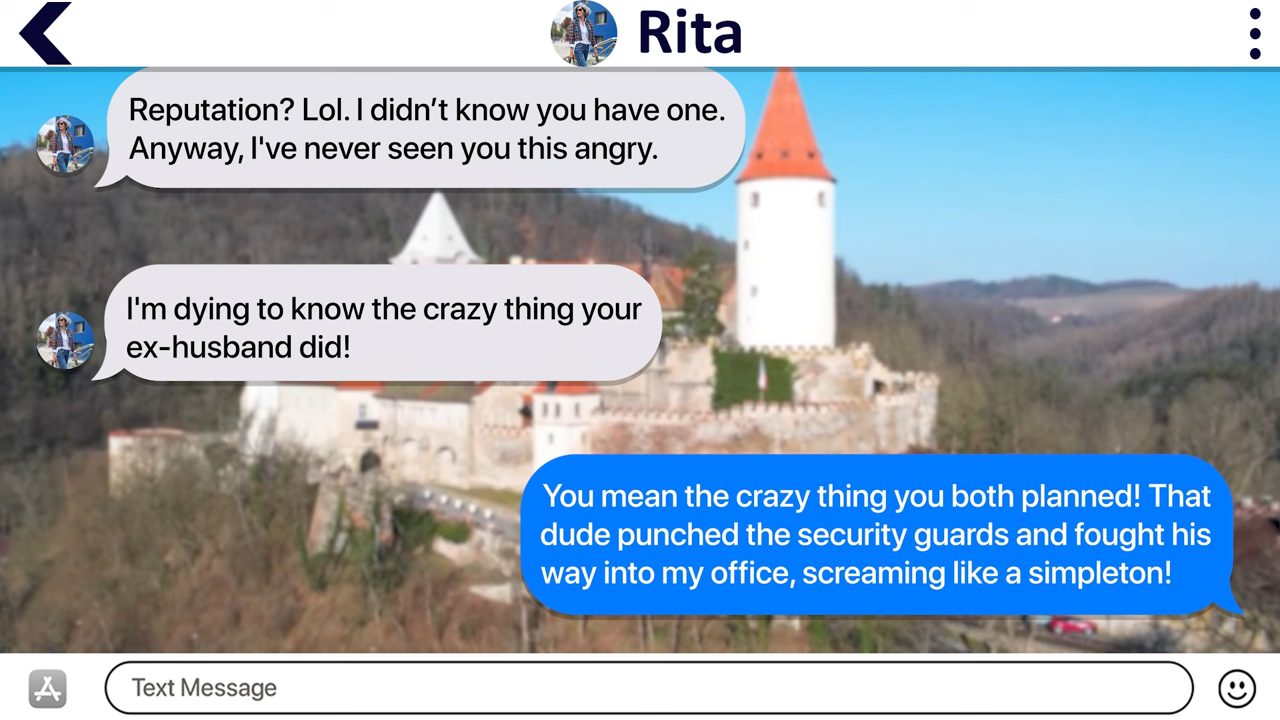 Rita
Reputation? Lol. I didn’t know you have one.
Anyway, I've never seen you this angry.
I'm dying to know the crazy thing your
ex-husband did!
You mean the crazy thing you both planned! That
dude punched the security guards and fought his
way into my office, screaming like a simpleton!
Text Message